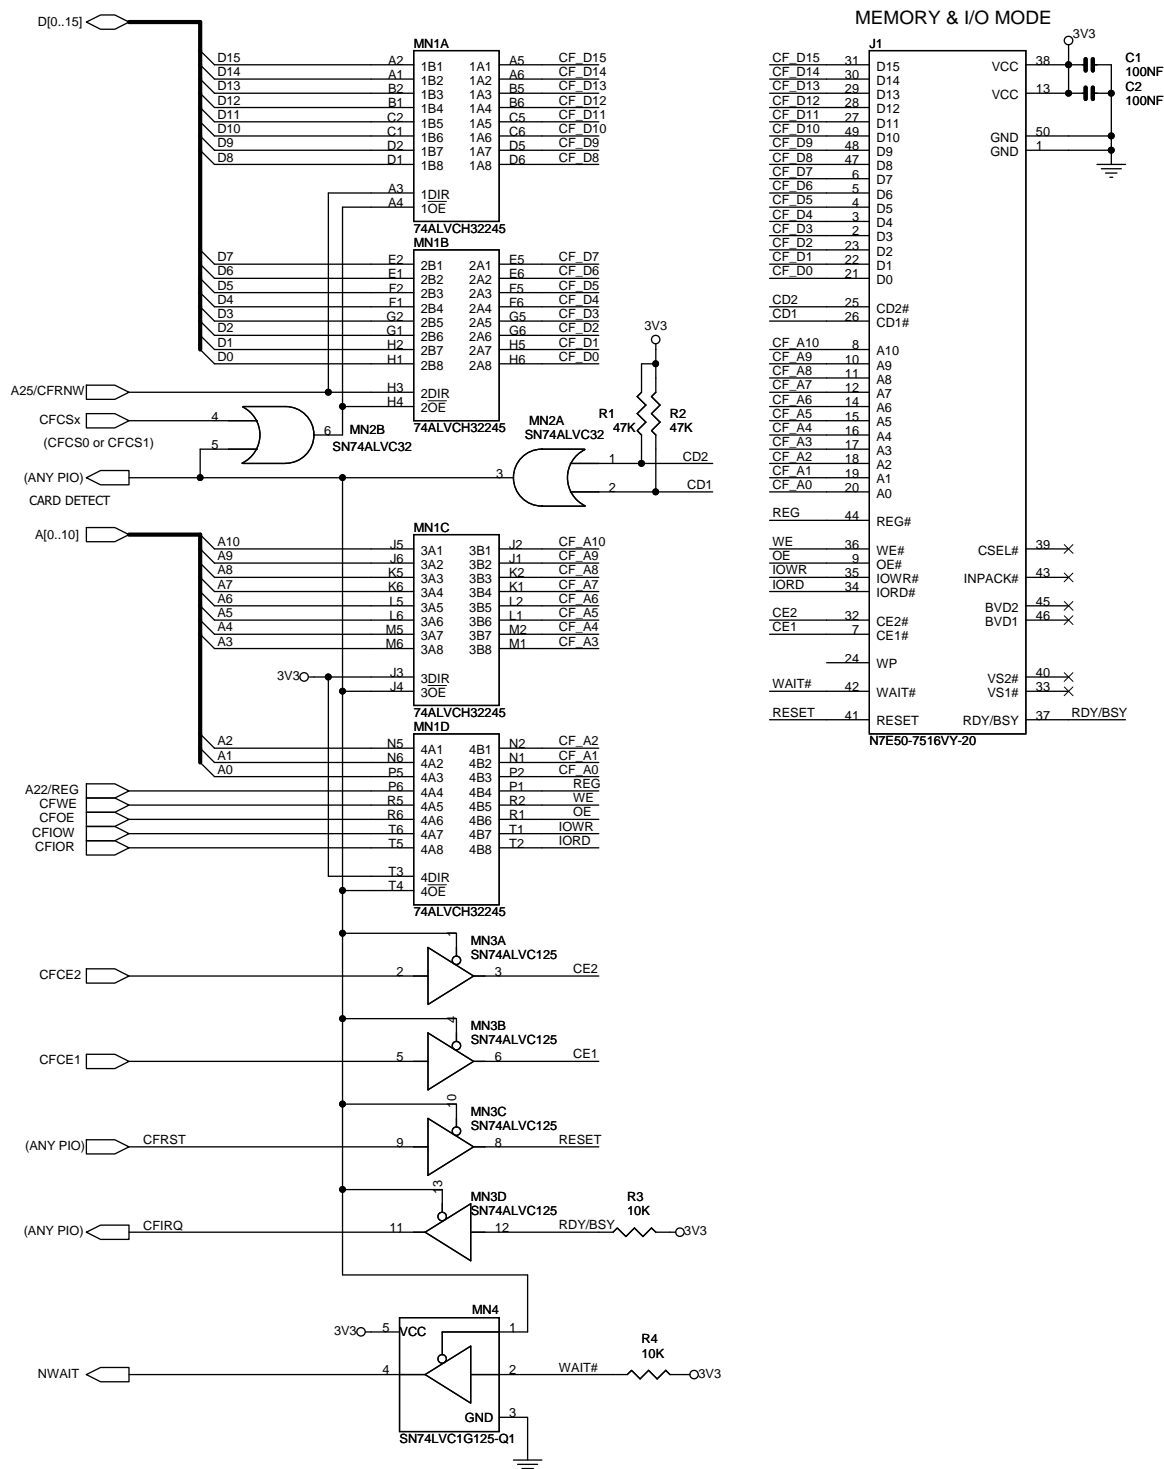 MEMORY & I/O MODE
D[0..15]
MN1A
D15 A2 1B1 1A1 A5 CF_D15
D14 A1 1B2 1A2 A6 CF_D14
D13 B2 1B3 1A3 B5 CF_D13
D12 B1 1B4 1A4 B6 CF_D12
D11 C2 1B5 1A5 C5 CF_D11
D10 C1 1B6 1A6 C6 CF_D10
D9 D2 1B7 1A7 D5 CF_D9
D8 D1 1B8 1A8 D6 CF_D8
A3 1DIR
A4 1OE
74ALVCH32245
MN1B
D7 E2 2B1 2A1 E5 CF_D7
D6 E1 2B2 2A2 E6 CF_D6
D5 F2 2B3 2A3 F5 CF_D5
D4 F1 2B4 2A4 F6 CF_D4
D3 G2 2B5 2A5 G5 CF_D3
D2 G1 2B6 2A6 G6 CF_D2
D1 H2 2B7 2A7 H5 CF_D1
D0 H1 2B8 2A8 H6 CF_D0
A25/CFRNW H3 2DIR
H4 2OE
74ALVCH32245
CFCSx 4
(CFCS0 or CFCS1) 5
6 MN2B
SN74ALVC32
3V3
R1
47K
R2
47K
MN2A
SN74ALVC32
1 CD2
2 CD1
3
(ANY PIO)
CARD DETECT
A[0..10]
MN1C
A10 J5 3A1 3B1 J2 CF_A10
A9 J6 3A2 3B2 J1 CF_A9
A8 K5 3A3 3B3 K2 CF_A8
A7 K6 3A4 3B4 K1 CF_A7
A6 L5 3A5 3B5 L2 CF_A6
A5 L6 3A6 3B6 L1 CF_A5
A4 M5 3A7 3B7 M2 CF_A4
A3 M6 3A8 3B8 M1 CF_A3
3V3 J3 3DIR
J4 3OE
74ALVCH32245
MN1D
A2 N5 4A1 4B1 N2 CF_A2
A1 N6 4A2 4B2 N1 CF_A1
A0 P5 4A3 4B3 P2 CF_A0
A22/REG P6 4A4 4B4 P1 REG
CFWE R5 4A5 4B5 R2 WE
CFOE R6 4A6 4B6 R1 OE
CFIOW T6 4A7 4B7 T1 IOWR
CFIOR T5 4A8 4B8 T2 IORD
T3 4DIR
T4 4OE
74ALVCH32245
1 MN3A
SN74ALVC125
CFCE2 2 3 CE2
4 MN3B
SN74ALVC125
CFCE1 5 6 CE1
10 MN3C
SN74ALVC125
(ANY PIO) CFRST 9 8 RESET
13 MN3D
SN74ALVC125
(ANY PIO) CFIRQ 11 12 RDY/BSY
R3
10K
3V3
MN4
3V3 5 VCC 1
NWAIT 4 2 WAIT#
R4
10K
3V3
GND 3
SN74LVC1G125-Q1
J1
3V3
CF_D15 31 D15 VCC 38
C1
100NF
CF_D14 30 D14
CF_D13 29 D13 VCC 13
C2
100NF
CF_D12 28 D12
CF_D11 27 D11
CF_D10 49 D10 GND 50
CF_D9 48 D9 GND 1
CF_D8 47 D8
CF_D7 6 D7
CF_D6 5 D6
CF_D5 4 D5
CF_D4 3 D4
CF_D3 2 D3
CF_D2 23 D2
CF_D1 22 D1
CF_D0 21 D0
CD2 25 CD2#
CD1 26 CD1#
CF_A10 8 A10
CF_A9 10 A9
CF_A8 11 A8
CF_A7 12 A7
CF_A6 14 A6
CF_A5 15 A5
CF_A4 16 A4
CF_A3 17 A3
CF_A2 18 A2
CF_A1 19 A1
CF_A0 20 A0
REG 44 REG#
WE 36 WE# CSEL# 39
OE 9 OE#
IOWR 35 IOWR# INPACK# 43
IORD 34 IORD#
BVD2 45
CE2 32 CE2# BVD1 46
CE1 7 CE1#
24 WP
VS2# 40
WAIT# 42 WAIT# VS1# 33
RESET 41 RESET RDY/BSY 37 RDY/BSY
N7E50-7516VY-20